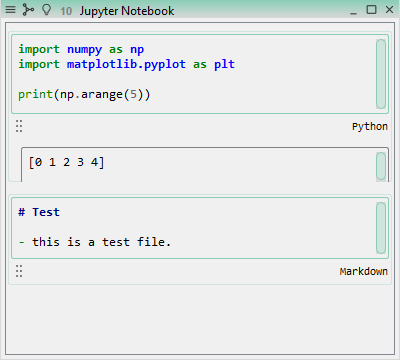 10 Jupyter Notebook
import numpy as np
import matplotlib.pyplot as plt
print(np.arange(5))
Python
[0 1 2 3 4]
# Test
- this is a test file.
Markdown